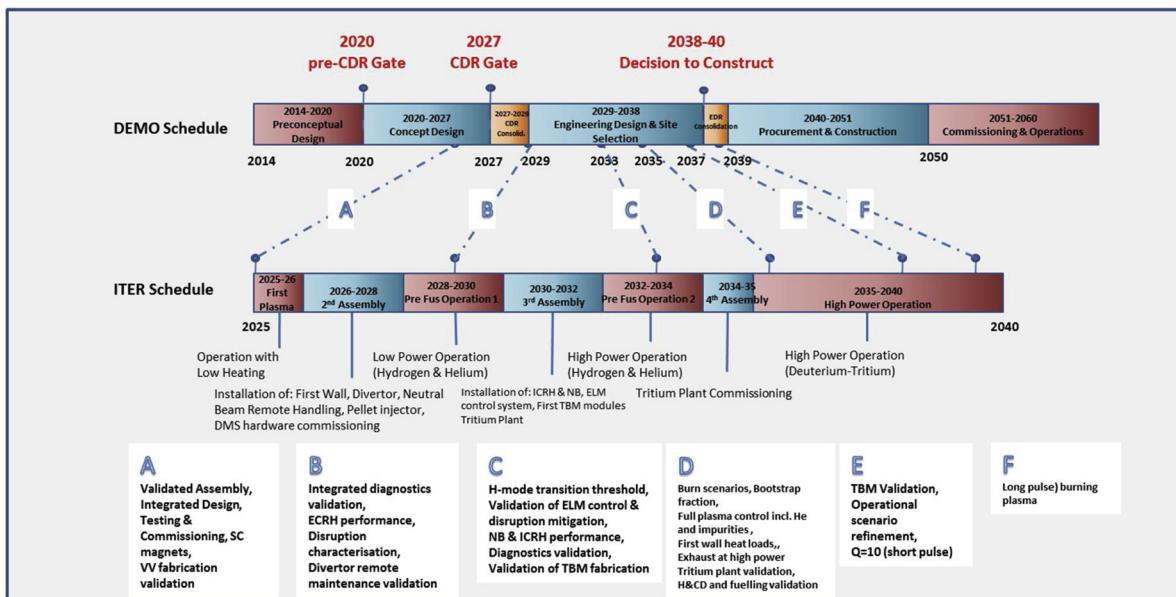 2020
pre-CDR Gate
2027
CDR Gate
2038-40
Decision to Construct
DEMO Schedule
2014-2020
Preconceptual
Design
2020-2027
Concept Design
2027-2029
CDR
Consolid.
2029-2038
Engineering Design & Site
Selection
EDR
Consolidation
2040-2051
Procurement & Construction
2051-2060
Commissioning & Operations
2014
2020
2027
2029
2033
2035
2037
2039
2050
A
B
C
D
E
F
ITER Schedule
2025-26
First
Plasma
2026-2028
2nd Assembly
2028-2030
Pre Fus Operation 1
2030-2032
3rd Assembly
2032-2034
Pre Fus Operation 2
2034-35
4th Assembly
2035-2040
High Power Operation
2025
2040
Operation with
Low Heating
Installation of: First Wall, Divertor, Neutral
Beam Remote Handling, Pellet injector,
DMS hardware commissioning
Low Power Operation
(Hydrogen & Helium)
Installation of: ICRH & NB, ELM
control system, First TBM modules
Tritium Plant
High Power Operation
(Hydrogen & Helium)
Tritium Plant Commissioning
High Power Operation
(Deuterium-Tritium)
A
Validated Assembly,
Integrated Design,
Testing &
Commissioning, SC
magnets,
VV fabrication
validation
B
Integrated diagnostics
validation,
ECRH performance,
Disruption
characterisation,
Divertor remote
maintenance validation
C
H-mode transition threshold,
Validation of ELM control &
disruption mitigation,
NB & ICRH performance,
Diagnostics validation,
Validation of TBM fabrication
D
Burn scenarios, Bootstrap
fraction,
Full plasma control incl. He
and impurities ,
First wall heat loads,,
Exhaust at high power
Tritium plant validation,
H&CD and fuelling validation
E
TBM Validation,
Operational
scenario
refinement,
Q=10 (short pulse)
F
Long pulse) burning
plasma